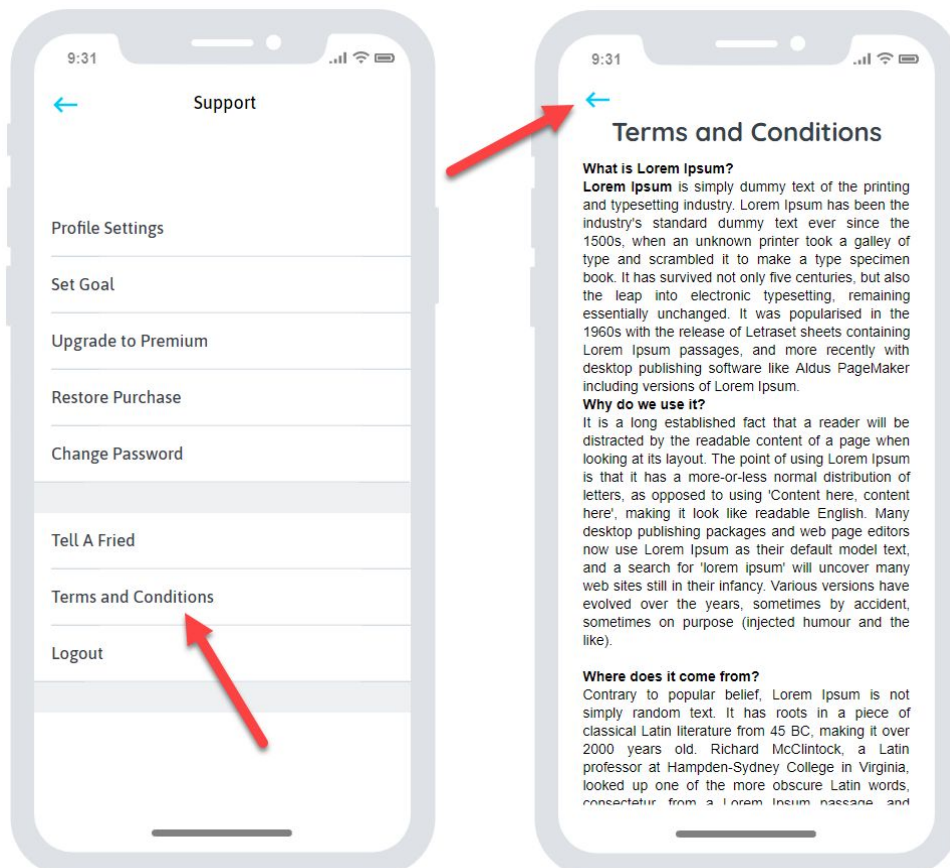 9:31
Support
Profile Settings
Set Goal
Upgrade to Premium
Restore Purchase
Change Password
Tell A Fried
Terms and Conditions
Logout
9:31
Terms and Conditions
What is Lorem Ipsum?
Lorem Ipsum is simply dummy text of the printing
and typesetting industry. Lorem Ipsum has been the
industry's standard dummy text ever since the
1500s, when an unknown printer took a galley of
type and scrambled it to make a type specimen
book. It has survived not only five centuries, but also
the leap into electronic typesetting, remaining
essentially unchanged. It was popularised in the
1960s with the release of Letraset sheets containing
Lorem Ipsum passages, and more recently with
desktop publishing software like Aldus PageMaker
including versions of Lorem Ipsum.
Why do we use it?
It is a long established fact that a reader will be
distracted by the readable content of a page when
looking at its layout. The point of using Lorem Ipsum
is that it has a more-or-less normal distribution of
letters, as opposed to using 'Content here, content
here', making it look like readable English. Many
desktop publishing packages and web page editors
now use Lorem Ipsum as their default model text,
and a search for 'lorem ipsum' will uncover many
web sites still in their infancy. Various versions have
evolved over the years, sometimes by accident,
sometimes on purpose (injected humour and the
like).
Where does it come from?
Contrary to popular belief, Lorem Ipsum is not
simply random text. It has roots in a piece of
classical Latin literature from 45 BC, making it over
2000 years old. Richard McClintock, a Latin
professor at Hampden-Sydney College in Virginia,
looked up one of the more obscure Latin words,
consectetur, from a Lorem Ipsum passage, and